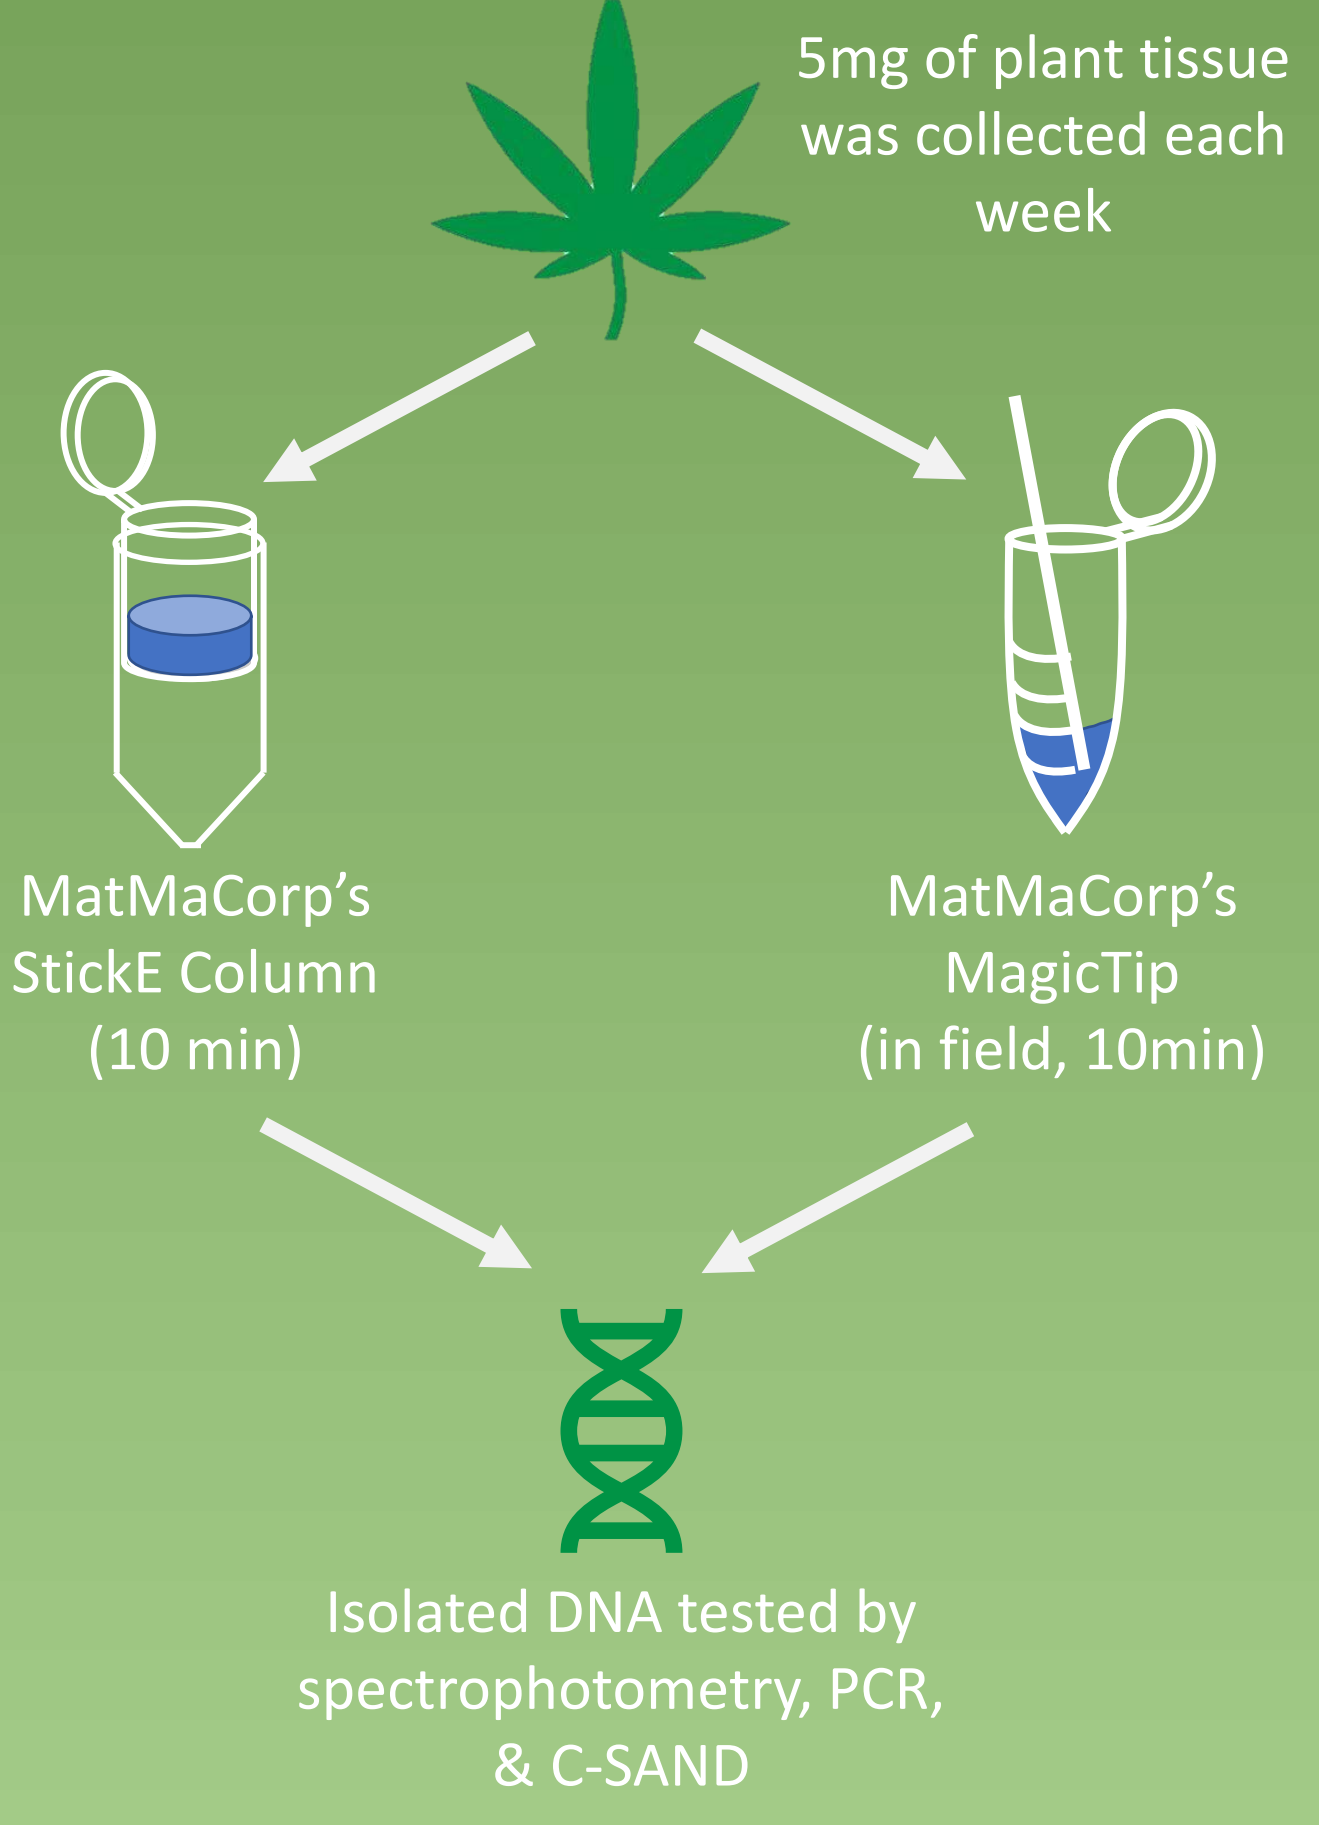 5mg of plant tissue
was collected each
week
MatMaCorp’s
StickE Column
(10 min)
MatMaCorp’s
MagicTip
(in field, 10min)
Isolated DNA tested by
spectrophotometry, PCR,
& C-SAND